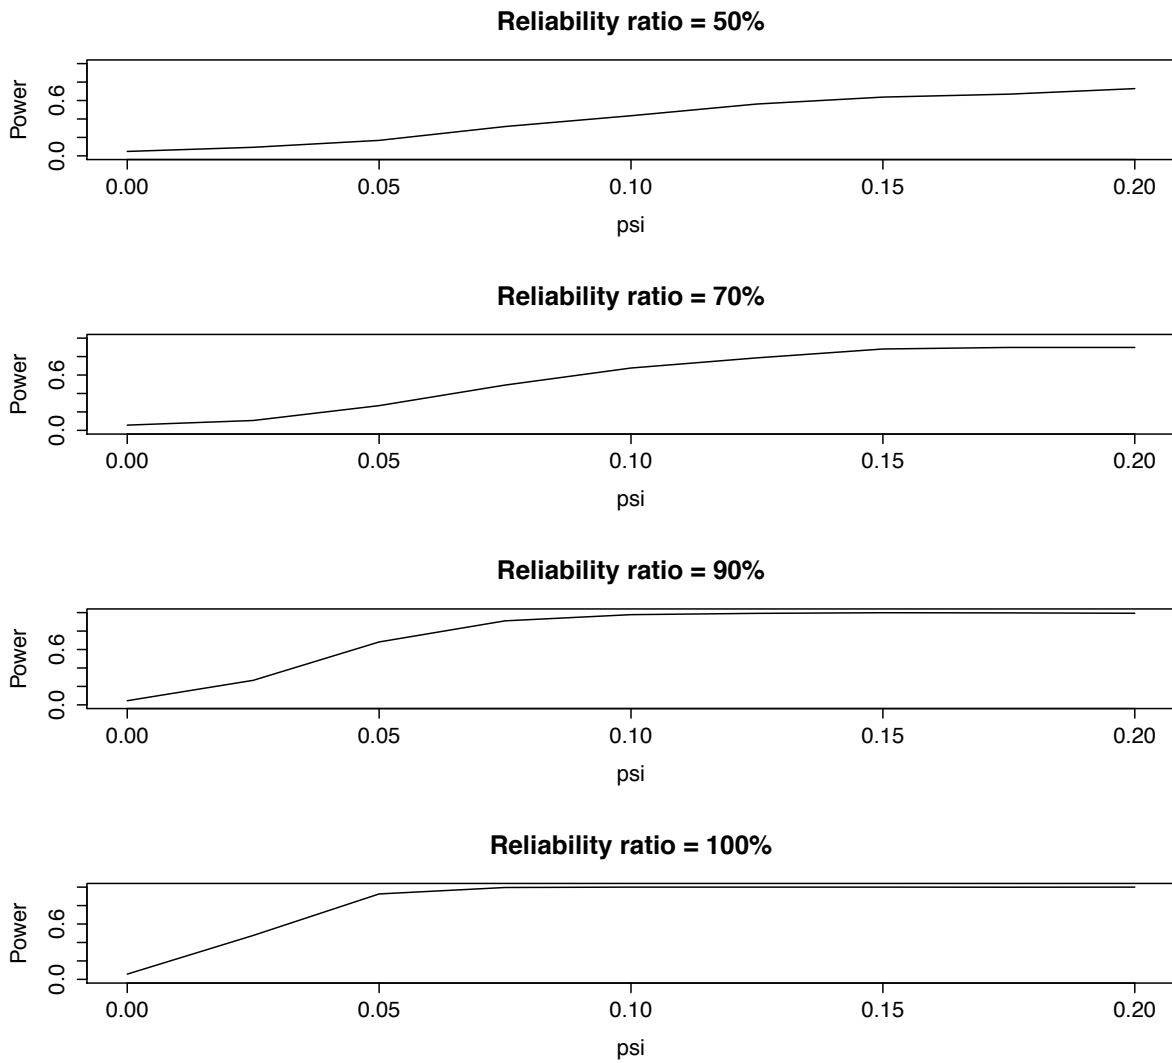 Reliability ratio = 50%
Power
0.6
0.0
0.00 0.05 0.10 0.15 0.20
psi
Reliability ratio = 70%
Power
0.6
0.0
0.00 0.05 0.10 0.15 0.20
psi
Reliability ratio = 90%
Power
0.6
0.0
0.00 0.05 0.10 0.15 0.20
psi
Reliability ratio = 100%
Power
0.6
0.0
0.00 0.05 0.10 0.15 0.20
psi